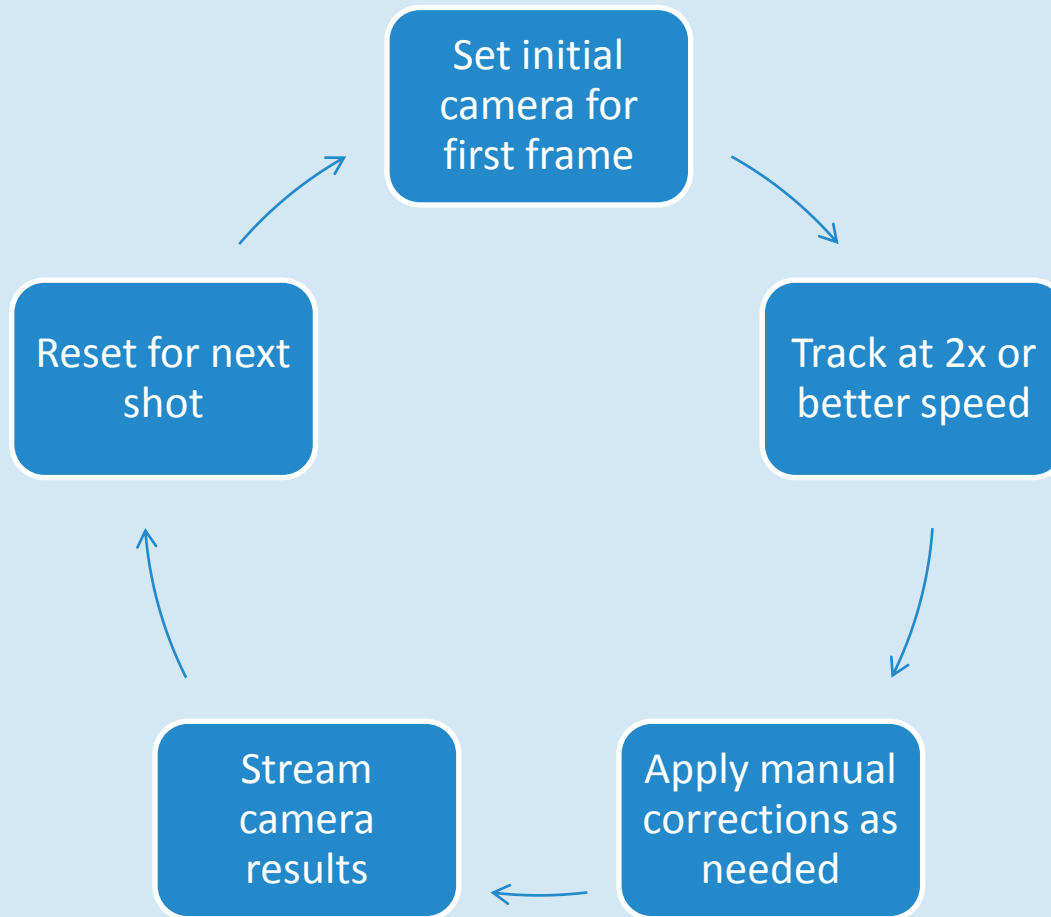 Set initial
camera for
first frame
Track at 2x or
better speed
Apply manual
corrections as
needed
Stream
camera
results
Reset for next
shot